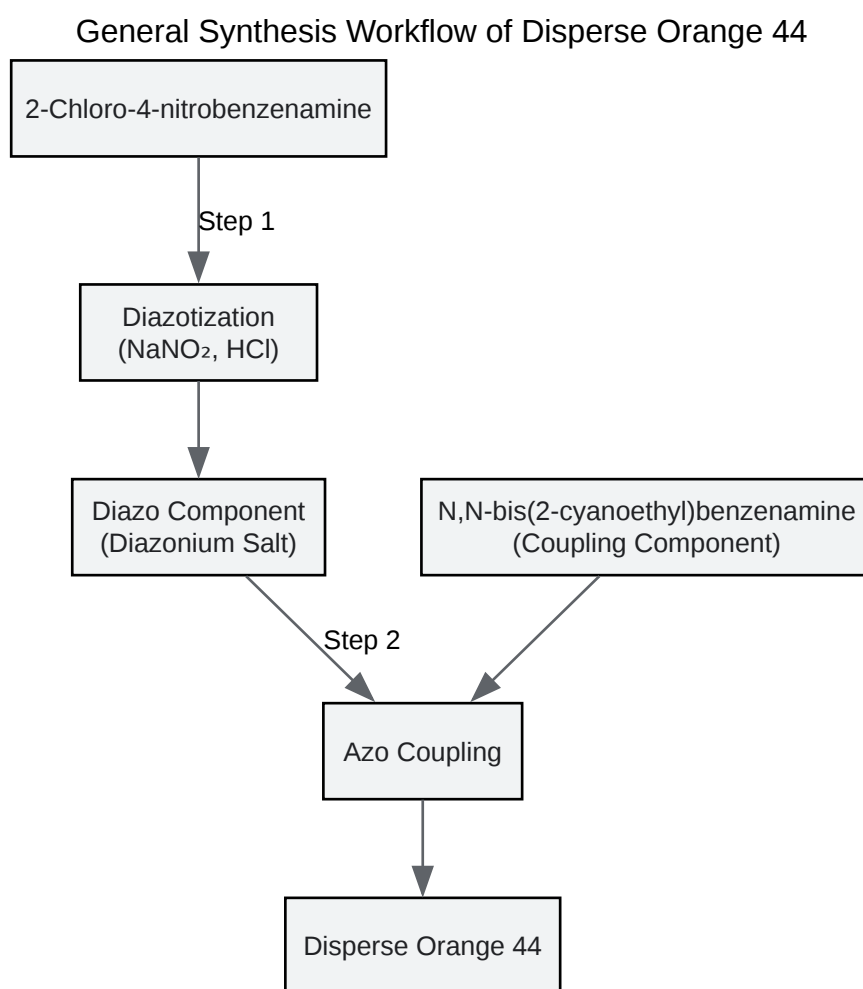 General Synthesis Workflow of Disperse Orange 44
2-Chloro-4-nitrobenzenamine
Step 1
Diazotization
(NaNO₂, HCl)
Diazo Component
(Diazonium Salt)
N,N-bis(2-cyanoethyl)benzenamine
(Coupling Component)
Step 2
Azo Coupling
Disperse Orange 44